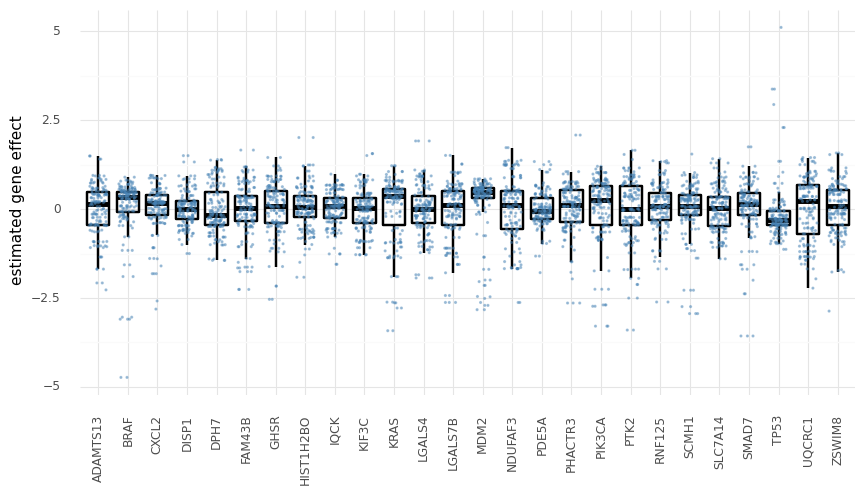 estimated gene effect
5
2.5
0
−2.5
−5
ADAMTS13
BRAF
CXCL2
DISP1
DPH7
FAM43B
GHSR
HIST1H2BO
IQCK
KIF3C
KRAS
LGALS4
LGALS7B
MDM2
NDUFAF3
PDE5A
PHACTR3
PIK3CA
PTK2
RNF125
SCMH1
SLC7A14
SMAD7
TP53
UQCRC1
ZSWIM8